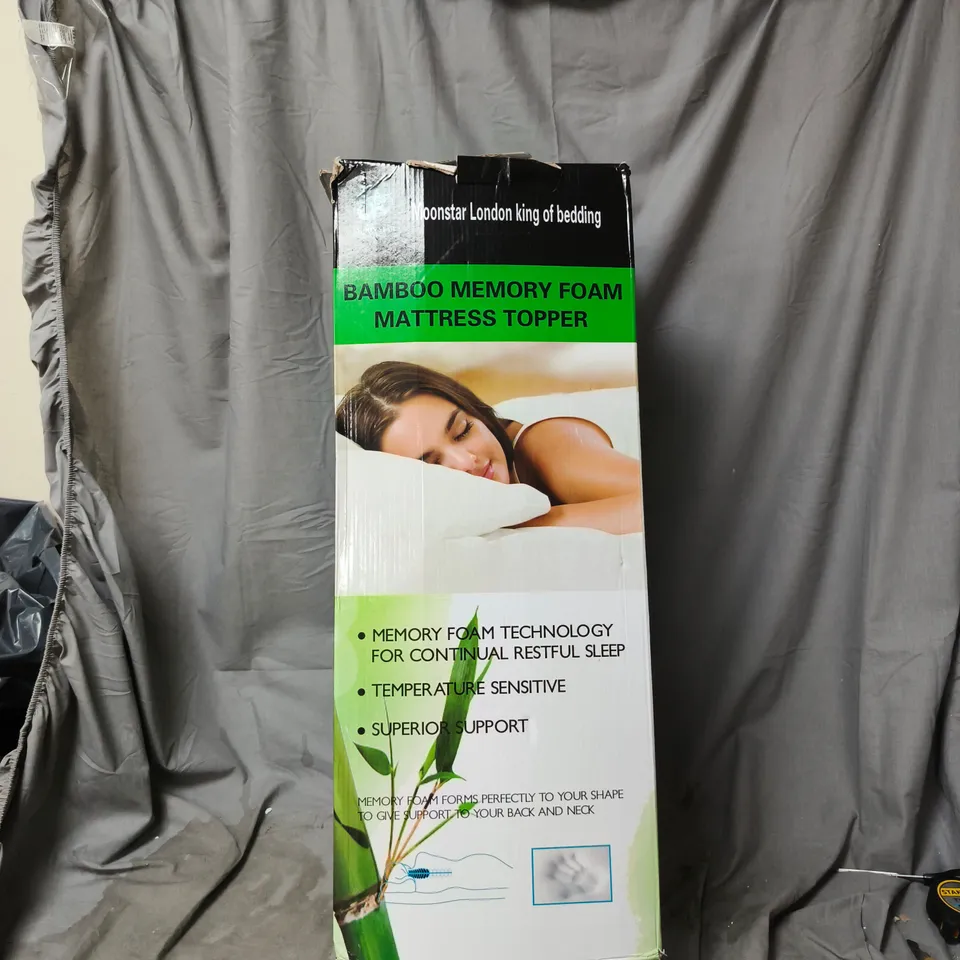 Moonstar London king of bedding
BAMBOO MEMORY FOAM
MATTRESS TOPPER
• MEMORY FOAM TECHNOLOGY
FOR CONTINUAL RESTFUL SLEEP
• TEMPERATURE SENSITIVE
• SUPERIOR SUPPORT
MEMORY FOAM FORMS PERFECTLY TO YOUR SHAPE
TO GIVE SUPPORT TO YOUR BACK AND NECK